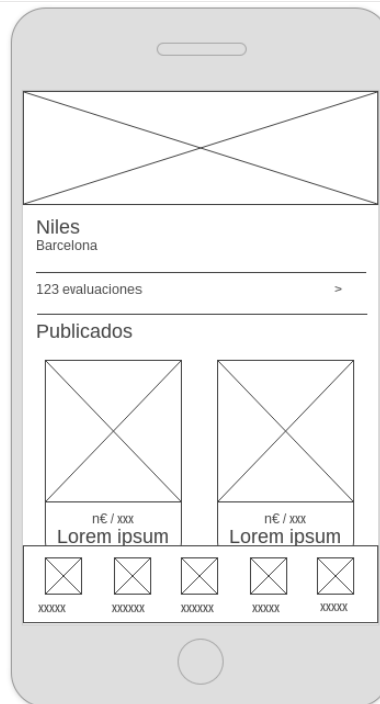 Niles
Barcelona
123 evaluaciones >
Publicados
n€ / xxx n€ / xxx
Lorem ipsum Lorem ipsum
xxxxx xxxxxx xxxxxx xxxxx xxxxx